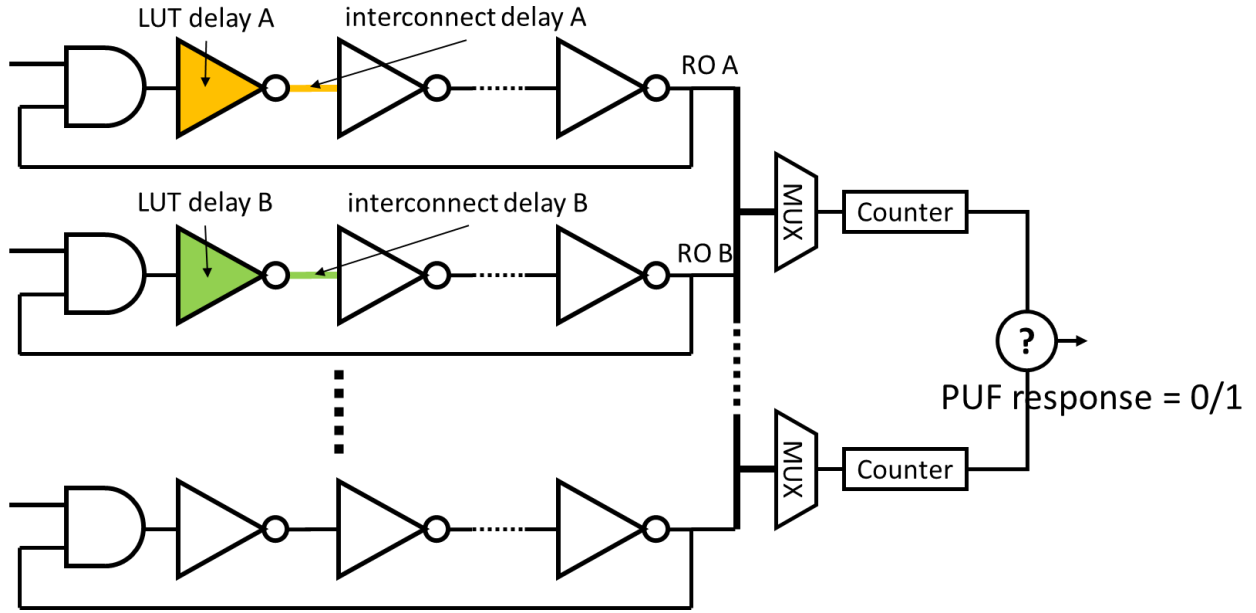 LUT delay A
interconnect delay A
RO A
MUX
Counter
LUT delay B
interconnect delay B
RO B
?
PUF response = 0/1
MUX
Counter